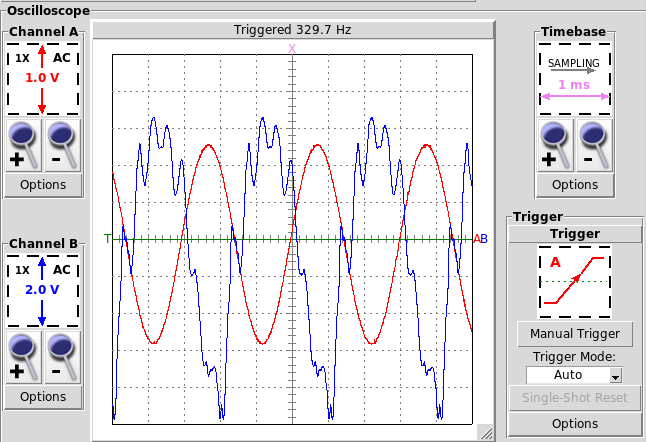 Oscilloscope
Channel A
1X AC
1.0 V
+ -
Options
Channel B
1X AC
2.0 V
+ -
Options
Triggered 329.7 Hz
X
T
AB
Timebase
SAMPLING
1 ms
+ -
Options
Trigger
Trigger
A
Manual Trigger
Trigger Mode:
Auto
Single-Shot Reset
Options